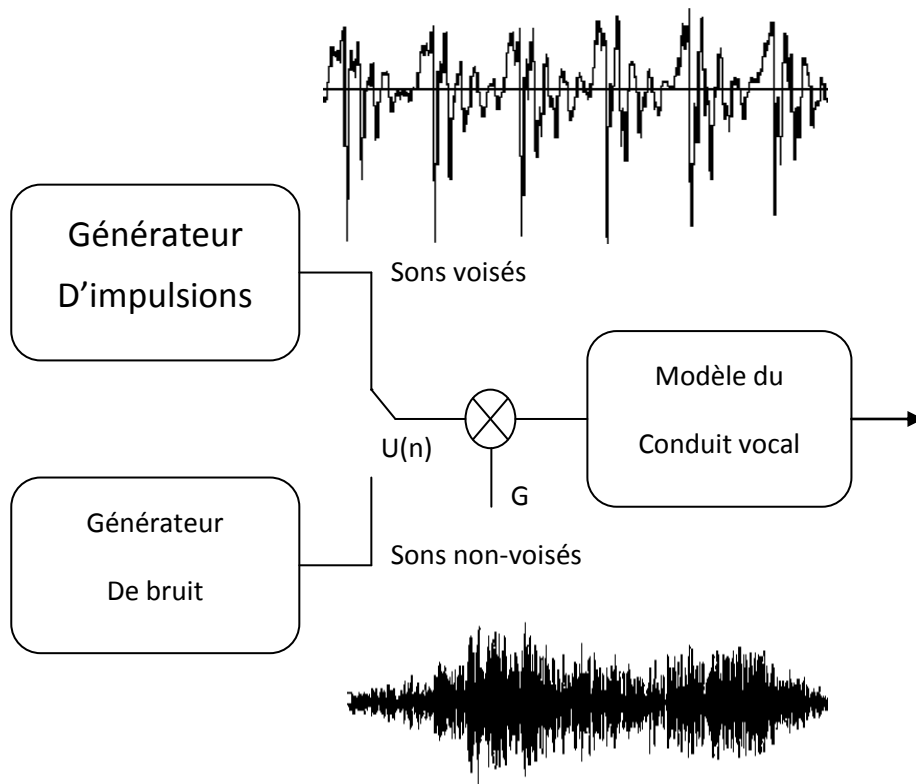 Générateur
D'impulsions
Sons voisés
Modèle du
Conduit vocal
U(n)
G
Générateur
De bruit
Sons non-voisés